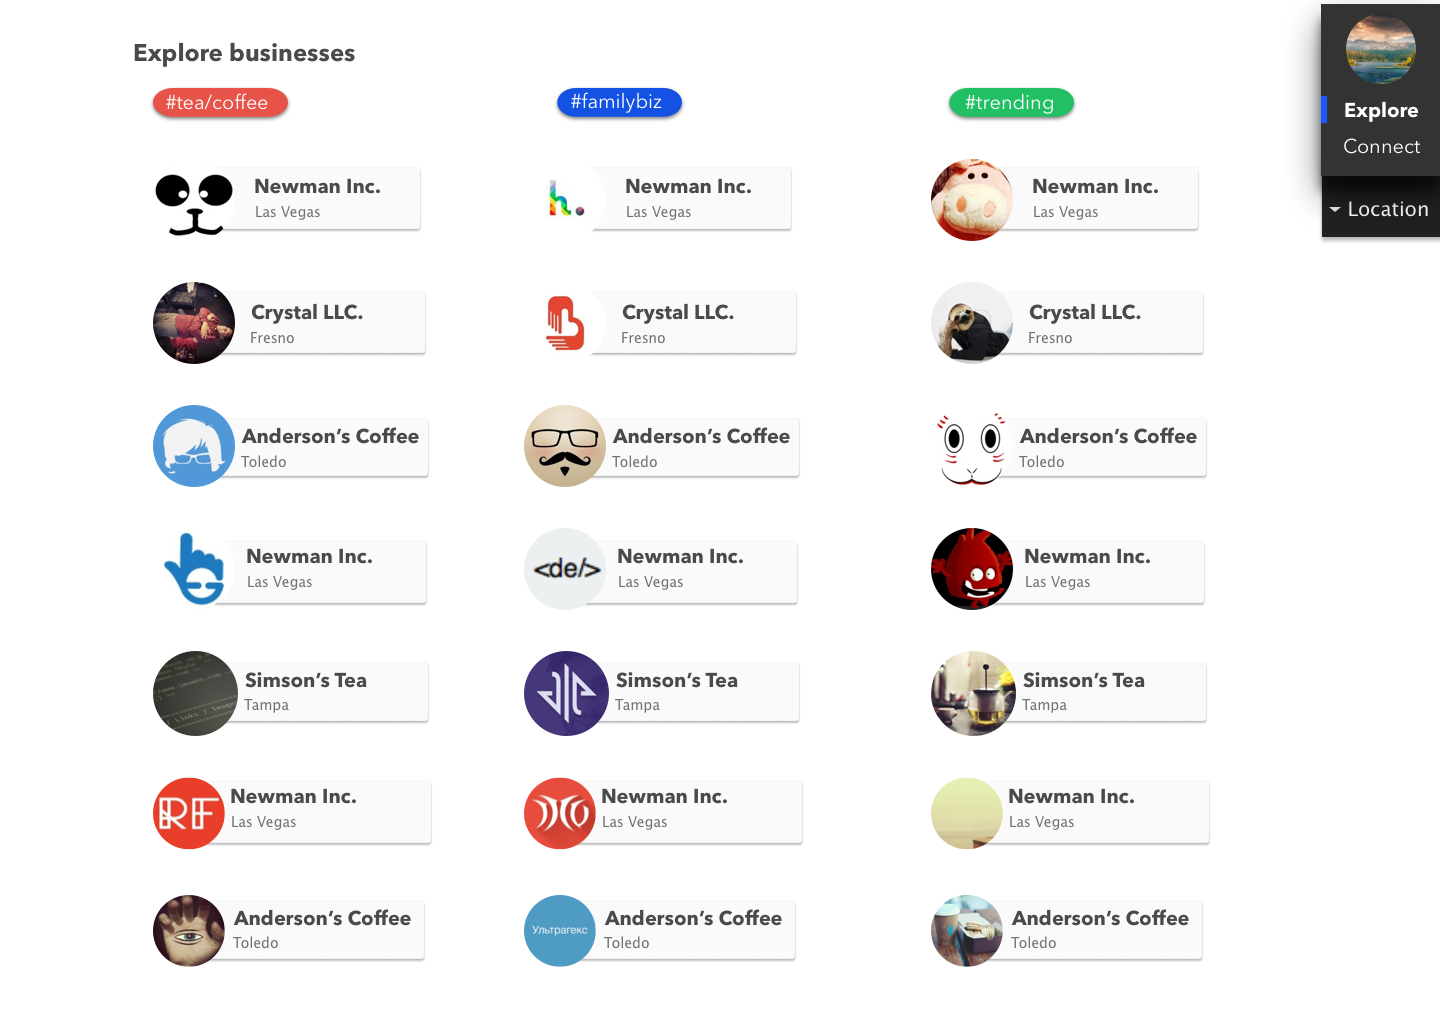 Explore businesses
#tea/coffee
#familybiz
#trending
Explore
Connect
Location
Newman Inc.
Las Vegas
h.
Newman Inc.
Las Vegas
Newman Inc.
Las Vegas
Crystal LLC.
Fresno
Crystal LLC.
Fresno
Crystal LLC.
Fresno
Anderson’s Coffee
Toledo
Anderson’s Coffee
Toledo
Anderson’s Coffee
Toledo
Newman Inc.
Las Vegas
<de/>
Newman Inc.
Las Vegas
Newman Inc.
Las Vegas
Simson’s Tea
Tampa
Simson’s Tea
Tampa
Simson’s Tea
Tampa
RF
Newman Inc.
Las Vegas
Newman Inc.
Las Vegas
Newman Inc.
Las Vegas
Anderson’s Coffee
Toledo
Ультрагекс
Anderson’s Coffee
Toledo
Anderson’s Coffee
Toledo